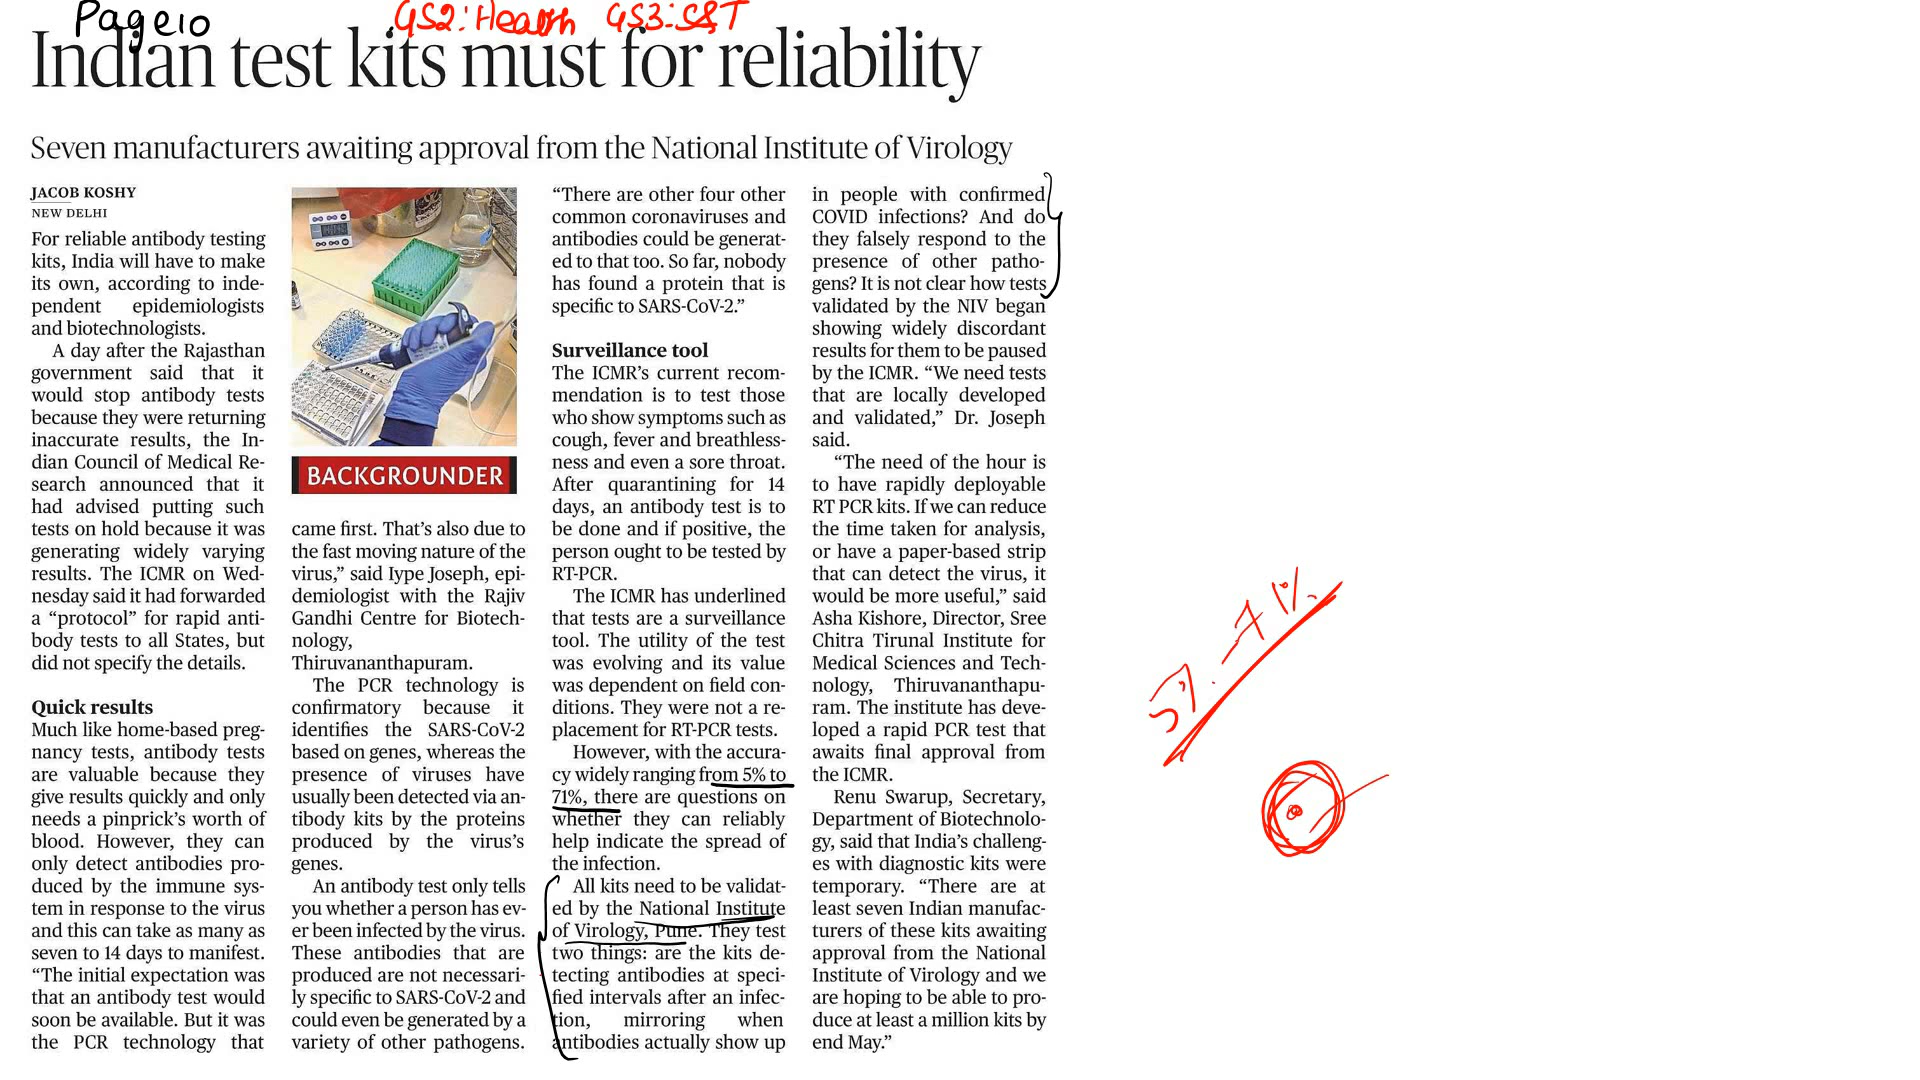 Page10
GS2:Health GS3:S&T
Indian test kits must for reliability
Seven manufacturers awaiting approval from the National Institute of Virology
JACOB KOSHY
NEW DELHI
For reliable antibody testing
kits, India will have to make
its own, according to inde-
pendent epidemiologists
and biotechnologists.
A day after the Rajasthan
government said that it
would stop antibody tests
because they were returning
inaccurate results, the In-
dian Council of Medical Re-
search announced that it
had advised putting such
tests on hold because it was
generating widely varying
results. The ICMR on Wed-
nesday said it had forwarded
a “protocol” for rapid anti-
body tests to all States, but
did not specify the details.
Quick results
Much like home-based preg-
nancy tests, antibody tests
are valuable because they
give results quickly and only
needs a pinprick’s worth of
blood. However, they can
only detect antibodies pro-
duced by the immune sys-
tem in response to the virus
and this can take as many as
seven to 14 days to manifest.
“The initial expectation was
that an antibody test would
soon be available. But it was
the PCR technology that
BACKGROUNDER
came first. That’s also due to
the fast moving nature of the
virus,” said Iype Joseph, epi-
demiologist with the Rajiv
Gandhi Centre for Biotech-
nology,
Thiruvananthapuram.
The PCR technology is
confirmatory because it
identifies the SARS-CoV-2
based on genes, whereas the
presence of viruses have
usually been detected via an-
tibody kits by the proteins
produced by the virus’s
genes.
An antibody test only tells
you whether a person has ev-
er been infected by the virus.
These antibodies that are
produced are not necessari-
ly specific to SARS-CoV-2 and
could even be generated by a
variety of other pathogens.
“There are other four other
common coronaviruses and
antibodies could be generat-
ed to that too. So far, nobody
has found a protein that is
specific to SARS-CoV-2.”
Surveillance tool
The ICMR’s current recom-
mendation is to test those
who show symptoms such as
cough, fever and breathless-
ness and even a sore throat.
After quarantining for 14
days, an antibody test is to
be done and if positive, the
person ought to be tested by
RT-PCR.
The ICMR has underlined
that tests are a surveillance
tool. The utility of the test
was evolving and its value
was dependent on field con-
ditions. They were not a re-
placement for RT-PCR tests.
However, with the accura-
cy widely ranging from 5% to
71%, there are questions on
whether they can reliably
help indicate the spread of
the infection.
All kits need to be validat-
ed by the National Institute
of Virology, Pune. They test
two things: are the kits de-
tecting antibodies at speci-
fied intervals after an infec-
tion, mirroring when
antibodies actually show up
in people with confirmed
COVID infections? And do
they falsely respond to the
presence of other patho-
gens? It is not clear how tests
validated by the NIV began
showing widely discordant
results for them to be paused
by the ICMR. “We need tests
that are locally developed
and validated,” Dr. Joseph
said.
“The need of the hour is
to have rapidly deployable
RT PCR kits. If we can reduce
the time taken for analysis,
or have a paper-based strip
that can detect the virus, it
would be more useful,” said
Asha Kishore, Director, Sree
Chitra Tirunal Institute for
Medical Sciences and Tech-
nology, Thiruvananthapu-
ram. The institute has deve-
loped a rapid PCR test that
awaits final approval from
the ICMR.
Renu Swarup, Secretary,
Department of Biotechnolo-
gy, said that India’s challeng-
es with diagnostic kits were
temporary. “There are at
least seven Indian manufac-
turers of these kits awaiting
approval from the National
Institute of Virology and we
are hoping to be able to pro-
duce at least a million kits by
end May.”
5%-71%